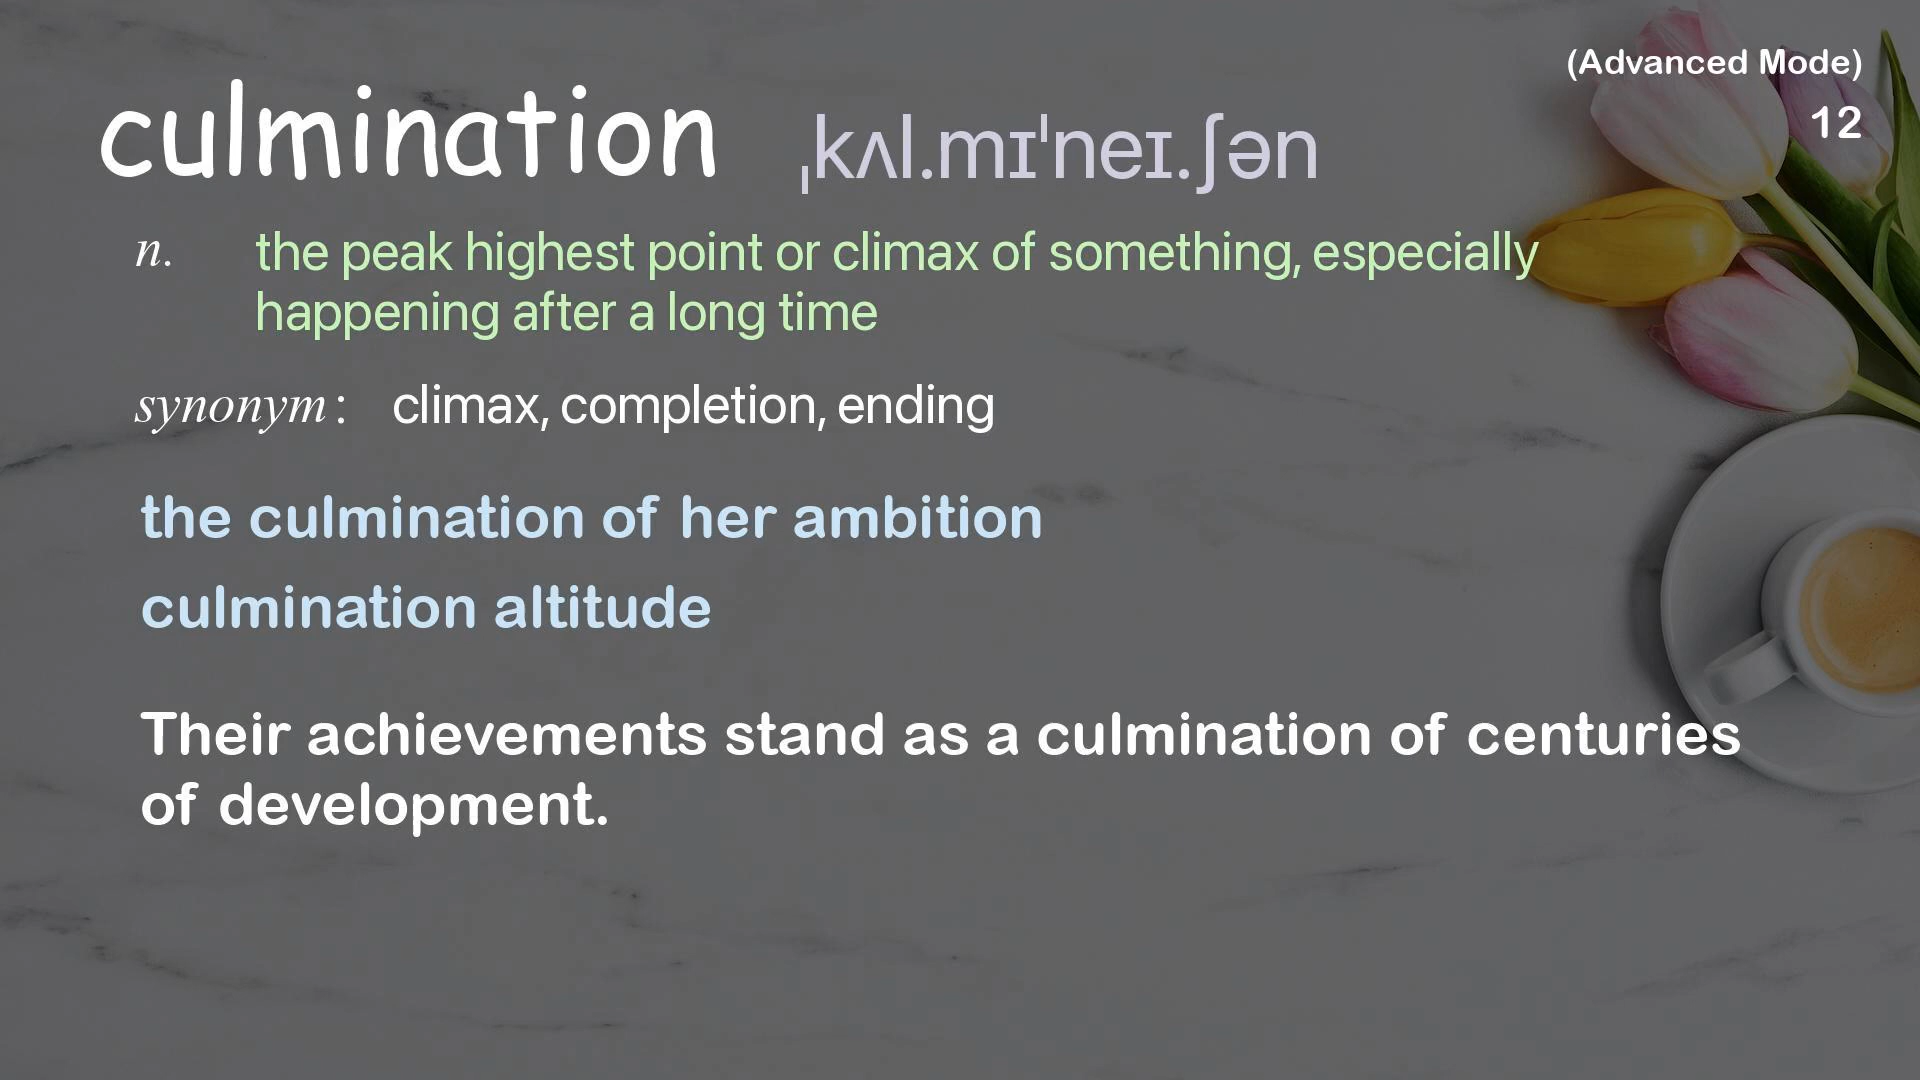 (Advanced Mode)
12
culmination ˌkʌl.mɪˈneɪ.ʃən
n. the peak highest point or climax of something, especially
happening after a long time
synonym: climax, completion, ending
the culmination of her ambition
culmination altitude
Their achievements stand as a culmination of centuries
of development.